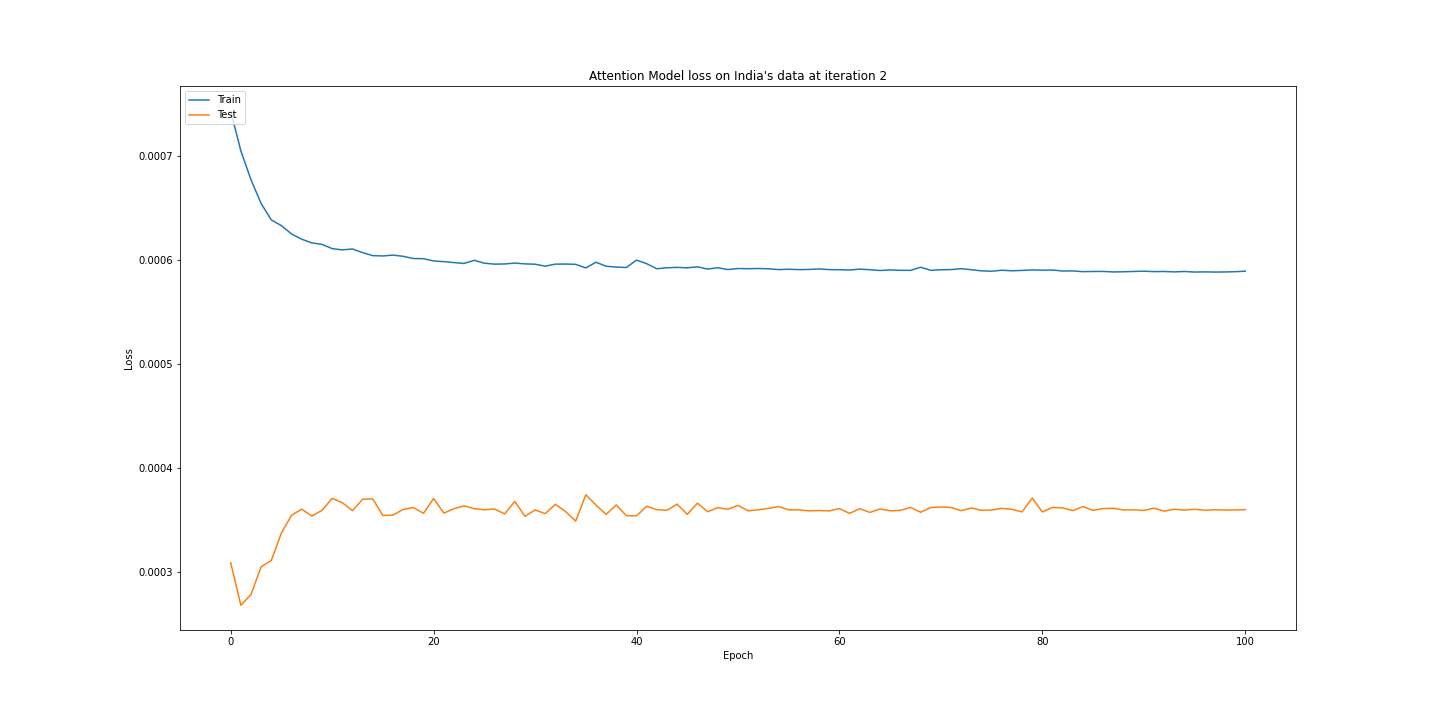 Attention Model loss on India's data at iteration 2
Train
Test
0.0007
0.0006
0.0005
0.0004
0.0003
Loss
0
20
40
60
80
100
Epoch